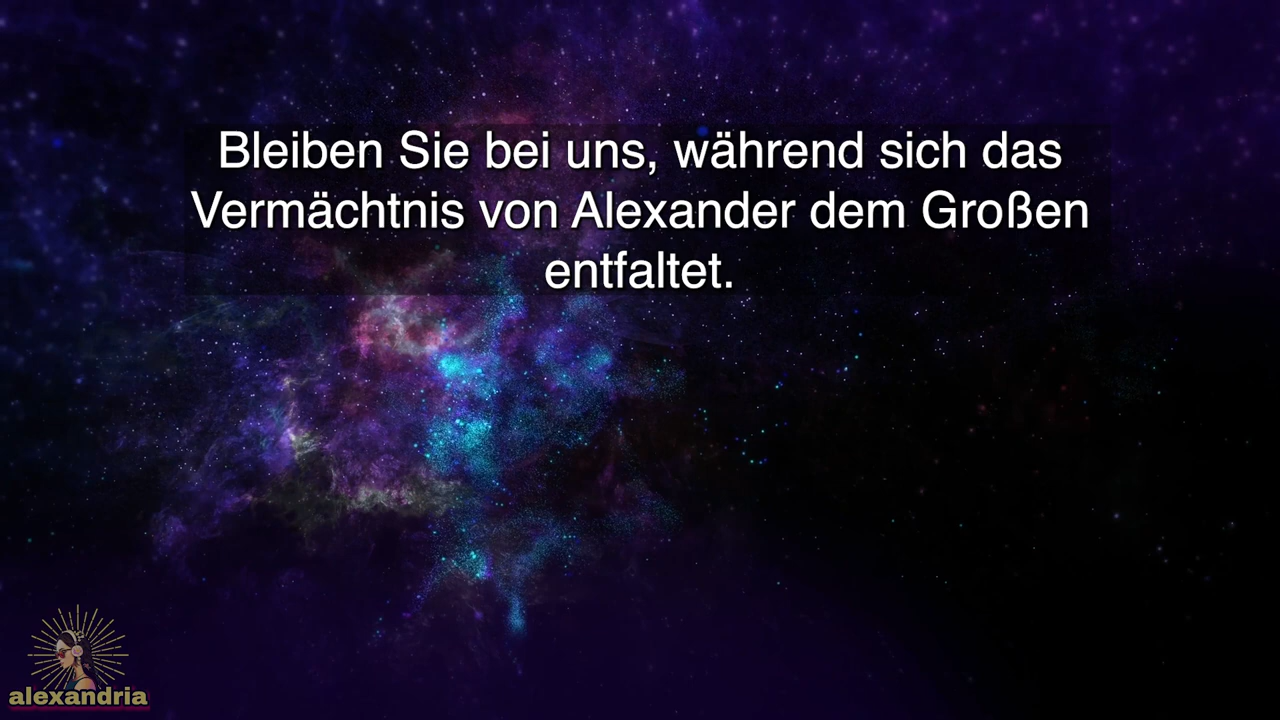 Bleiben Sie bei uns, während sich das
Vermächtnis von Alexander dem Großen
entfaltet.
alexandria